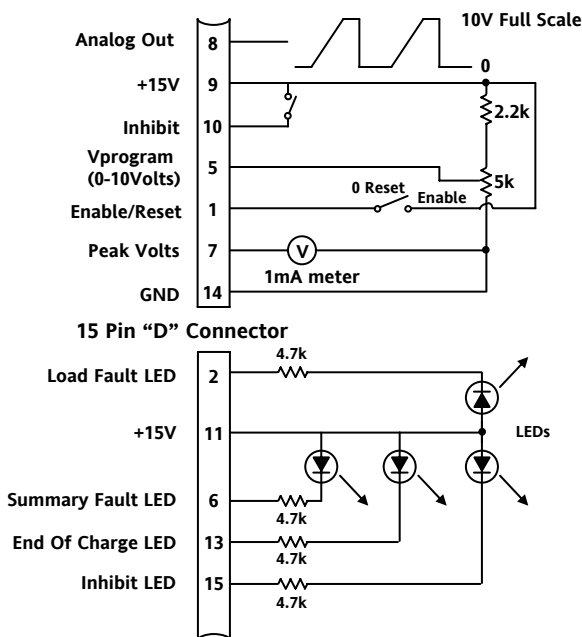 10V Full Scale
Analog Out 8
0
+15V 9
2.2k
Inhibit 10
Vprogram
(0-10Volts) 5
5k
0 Reset Enable
Enable/Reset 1
Peak Volts 7
V
1mA meter
GND 14
15 Pin “D” Connector
4.7k
Load Fault LED 2
+15V 11
LEDs
Summary Fault LED 6
4.7k
End Of Charge LED 13
4.7k
Inhibit LED 15
4.7k